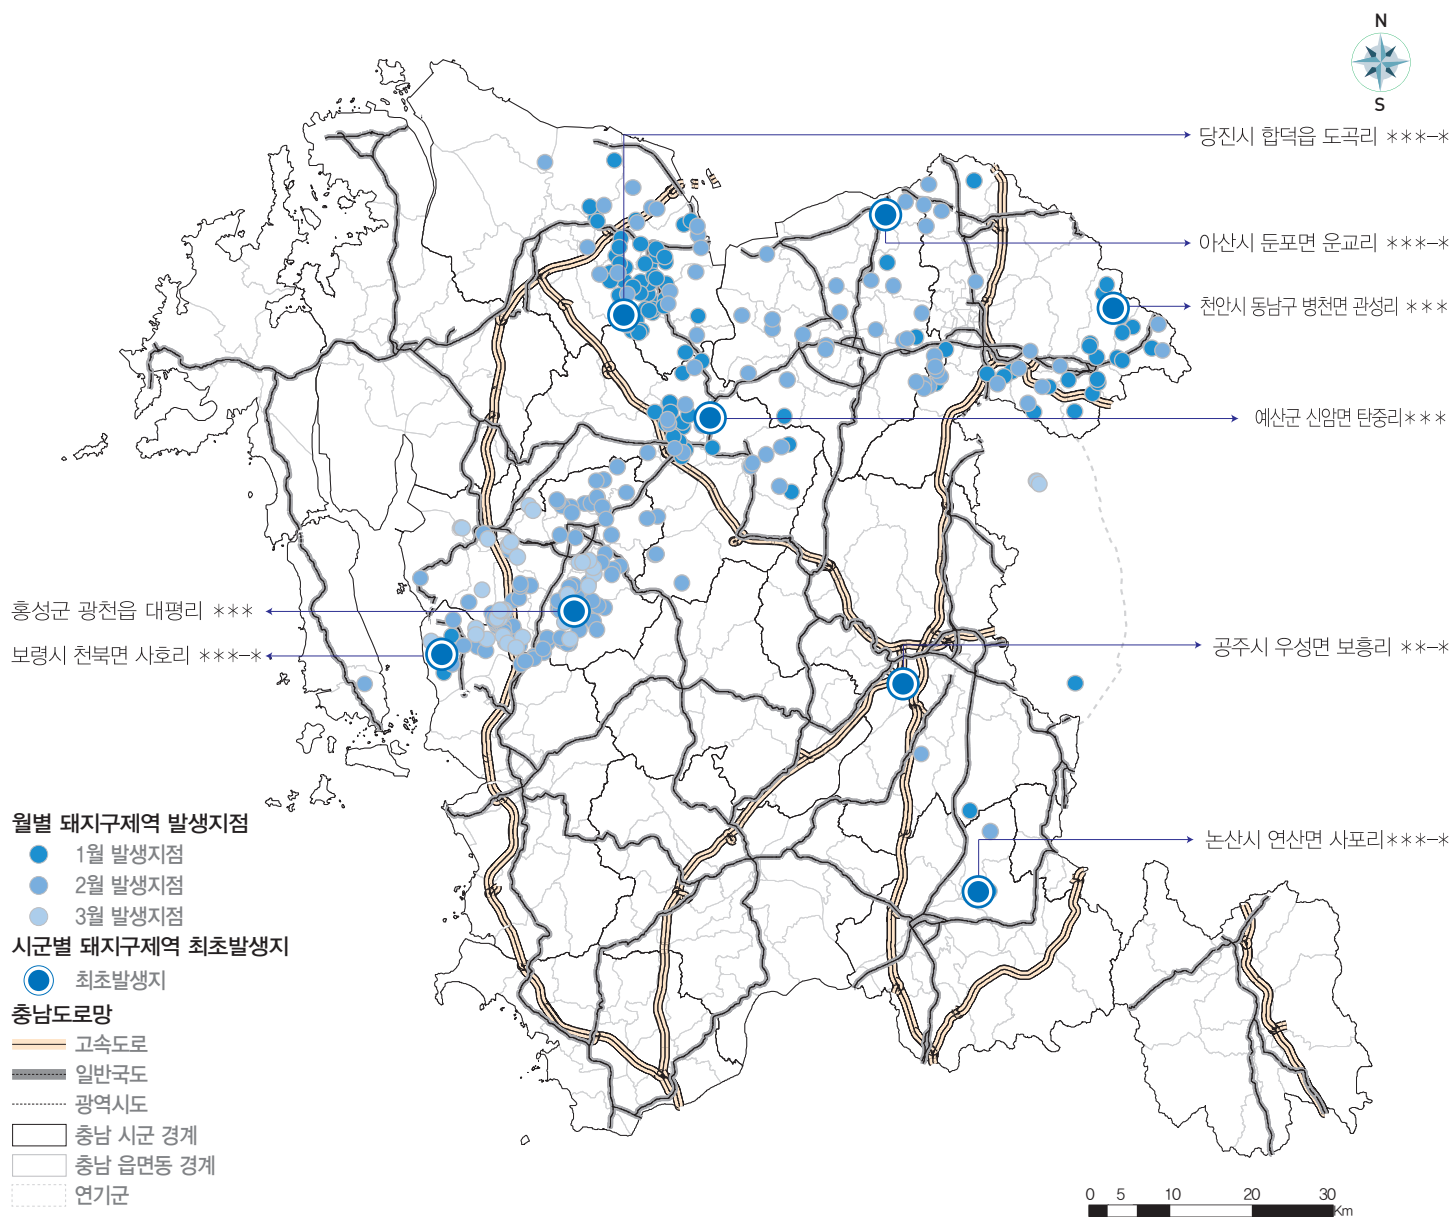 N
S
당진시 합덕읍 도곡리 ***-*
아산시 둔포면 운교리 ***-*
천안시 동남구 병천면 관성리 ***
예산군 신암면 탄중리***
홍성군 광천읍 대평리 ***
보령시 천북면 사호리 ***-*
공주시 우성면 보흥리 **-*
논산시 연산면 사포리***-*
월별 돼지구제역 발생지점
1월 발생지점
2월 발생지점
3월 발생지점
시군별 돼지구제역 최초발생지
최초발생지
충남도로망
고속도로
일반국도
광역시도
충남 시군 경계
충남 읍면동 경계
연기군
0 5 10 20 30
Km